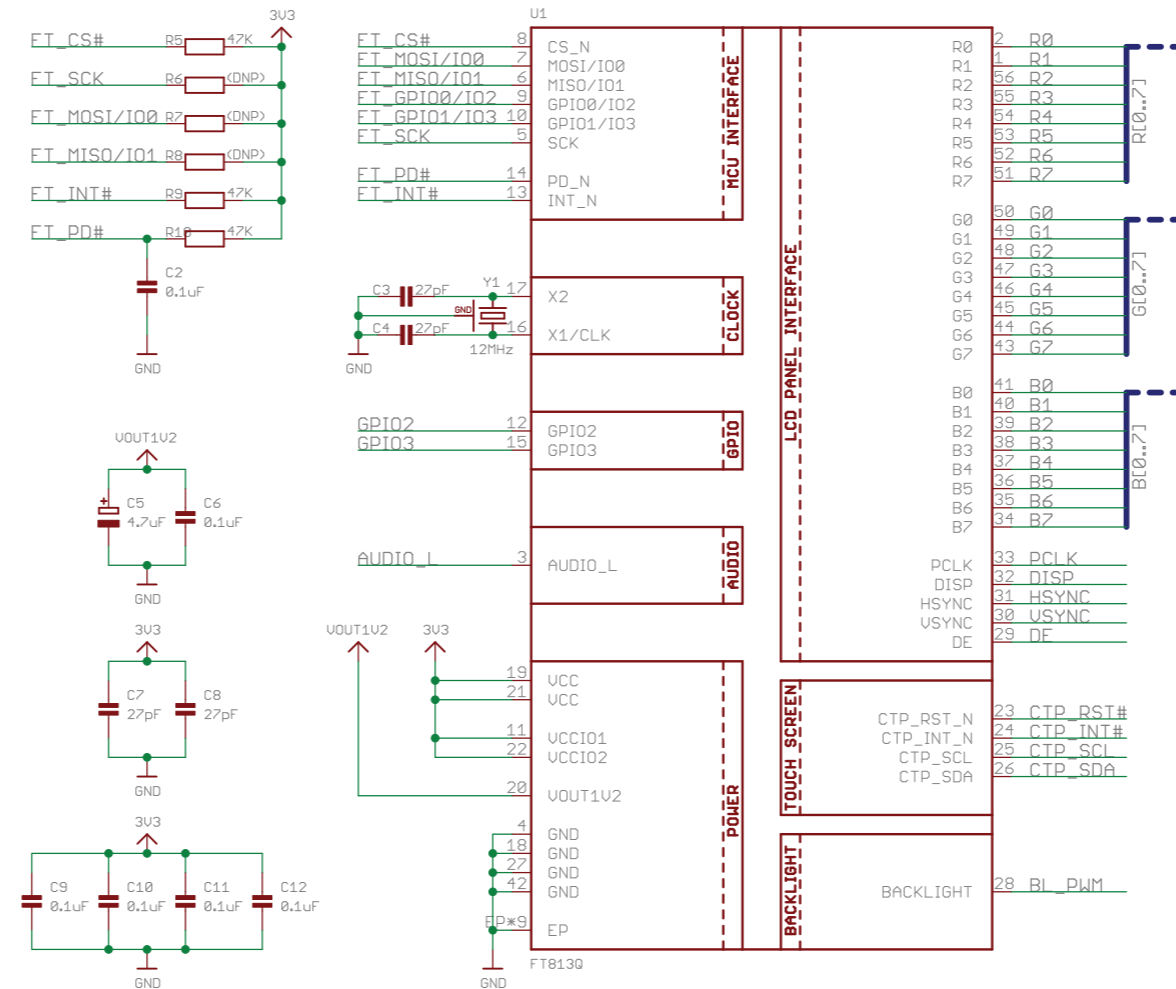 3V3
FT_CS# R5 47K
FT_SCK R6 (DNP)
FT_MOSI/IO0 R7 (DNP)
FT_MISO/IO1 R8 (DNP)
FT_INT# R9 47K
FT_PD# R10 47K
C2
0.1uF
GND
VOUT1V2
+
C5
4.7uF
C6
0.1uF
GND
3V3
C7
27pF
C8
27pF
GND
3V3
C9
0.1uF
C10
0.1uF
C11
0.1uF
C12
0.1uF
GND
U1
FT_CS# 8 CS_N
FT_MOSI/IO0 7 MOSI/IO0
FT_MISO/IO1 6 MISO/IO1
FT_GPIO0/IO2 9 GPIO0/IO2
FT_GPIO1/IO3 10 GPIO1/IO3
FT_SCK 5 SCK
FT_PD# 14 PD_N
FT_INT# 13 INT_N
MCU INTERFACE
C3 27pF
Y1
17 X2
GND
C4 27pF
16 X1/CLK
12MHz
GND
CLOCK
GPIO2 12 GPIO2
GPIO3 15 GPIO3
GPIO
AUDIO_L 3 AUDIO_L
AUDIO
VOUT1V2
3V3
19 VCC
21 VCC
11 VCCIO1
22 VCCIO2
20 VOUT1V2
4 GND
18 GND
27 GND
42 GND
EP*9 EP
POWER
GND
FT813Q
LCD PANEL INTERFACE
R0 2 R0
R1 1 R1
R2 56 R2
R3 55 R3
R4 54 R4
R5 53 R5
R6 52 R6
R7 51 R7
R[0..7]
G0 50 G0
G1 49 G1
G2 48 G2
G3 47 G3
G4 46 G4
G5 45 G5
G6 44 G6
G7 43 G7
G[0..7]
B0 41 B0
B1 40 B1
B2 39 B2
B3 38 B3
B4 37 B4
B5 36 B5
B6 35 B6
B7 34 B7
B[0..7]
PCLK 33 PCLK
DISP 32 DISP
HSYNC 31 HSYNC
VSYNC 30 VSYNC
DE 29 DE
TOUCH SCREEN
CTP_RST_N 23 CTP_RST#
CTP_INT_N 24 CTP_INT#
CTP_SCL 25 CTP_SCL
CTP_SDA 26 CTP_SDA
BACKLIGHT
BACKLIGHT 28 BL_PWM